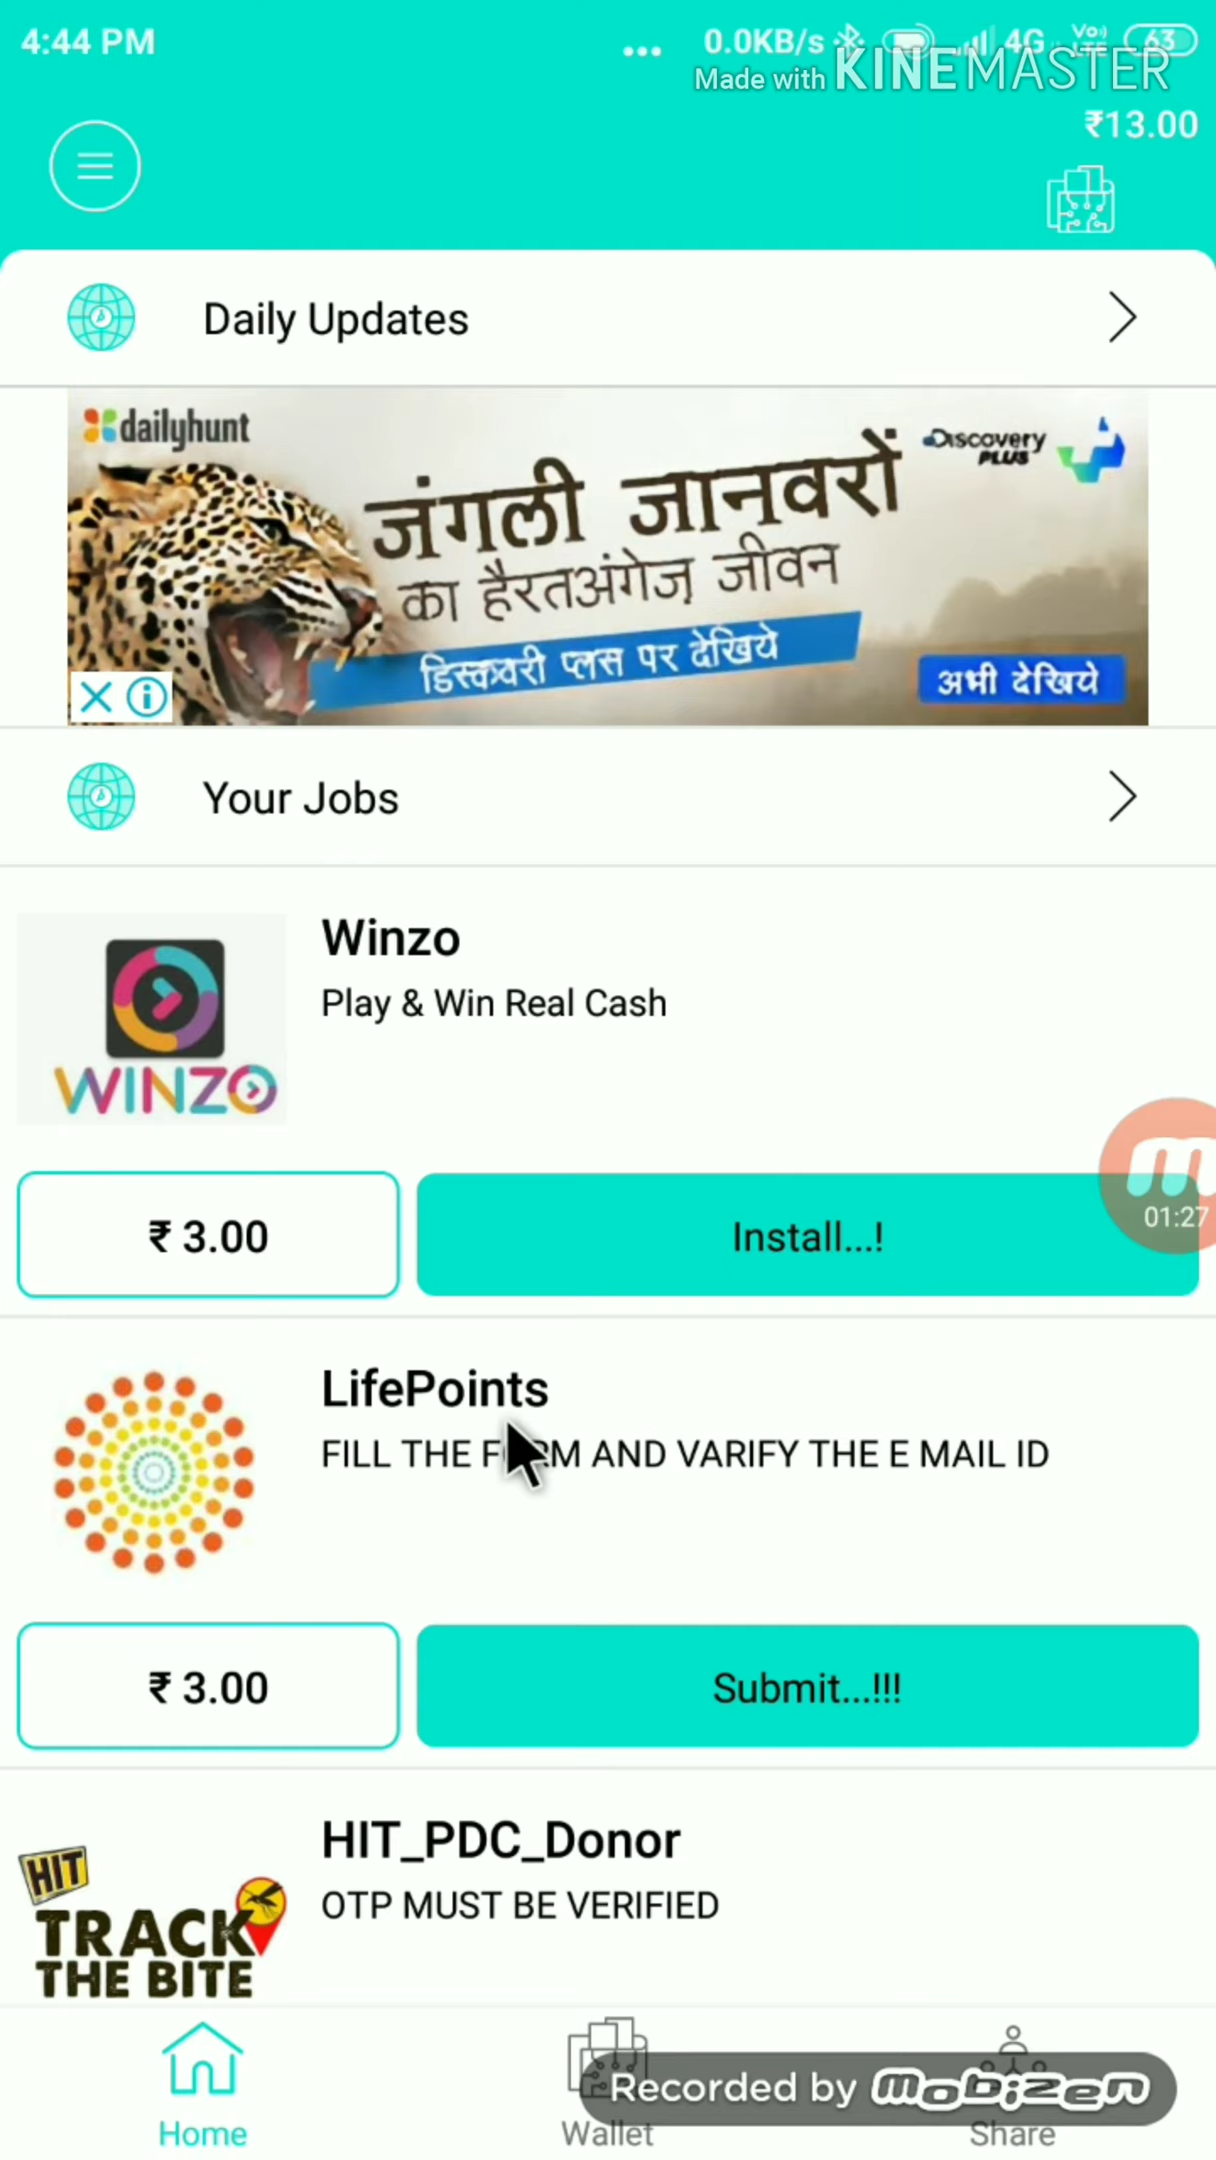 4:44 PM
... 0.0KB/s 4G Vo) LTE 63
Made with KINEMASTER
₹13.00
Daily Updates
dailyhunt
Discovery PLUS
जंगली जानवरों
का हैरतअंगेज़ जीवन
डिस्कवरी प्लस पर देखिये
अभी देखिये
Your Jobs
Winzo
Play & Win Real Cash
WINZO
01:27
₹ 3.00
Install...!
LifePoints
FILL THE FORM AND VARIFY THE E MAIL ID
₹ 3.00
Submit...!!!
HIT_PDC_Donor
OTP MUST BE VERIFIED
HIT
TRACK
THE BITE
Recorded by mobizen
Home
Wallet
Share